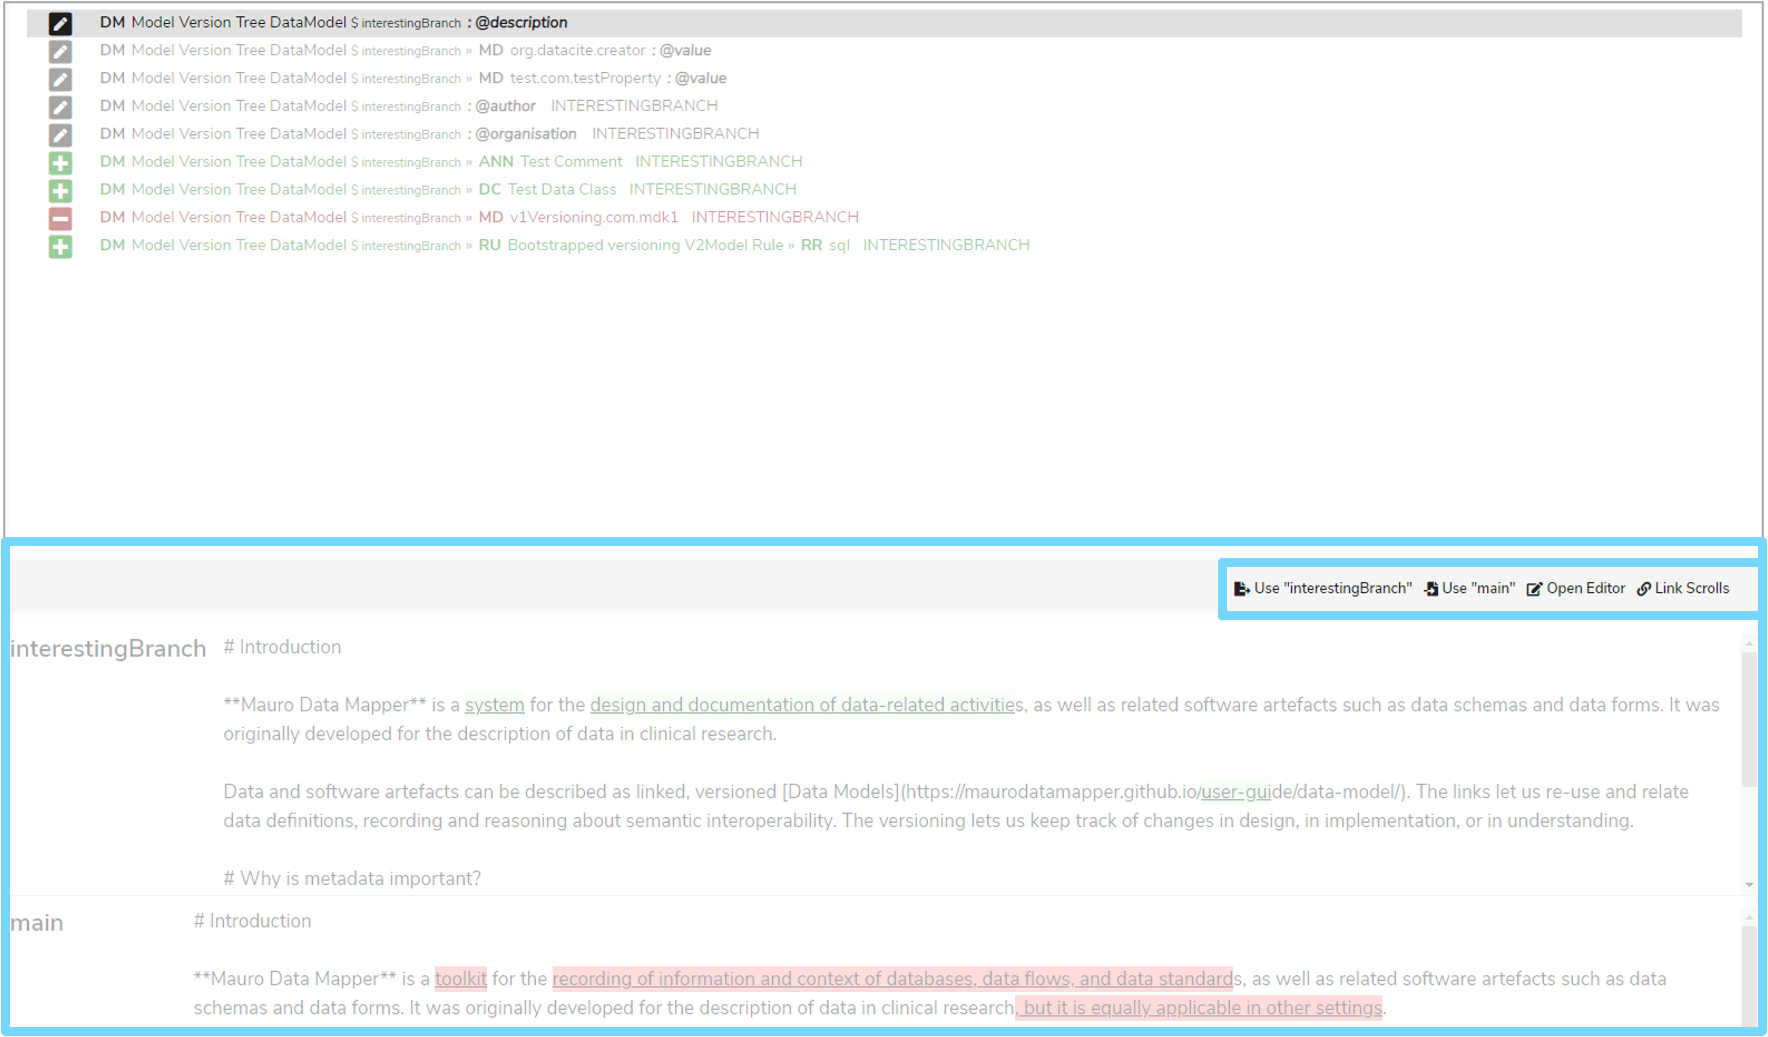 DM Model Version Tree DataModel $ interestingBranch : @description
DM Model Version Tree DataModel $ interestingBranch » MD org.datacite.creator : @value
DM Model Version Tree DataModel $ interestingBranch » MD test.com.testProperty : @value
DM Model Version Tree DataModel $ interestingBranch : @author INTERESTINGBRANCH
DM Model Version Tree DataModel $ interestingBranch : @organisation INTERESTINGBRANCH
DM Model Version Tree DataModel $ interestingBranch » ANN Test Comment INTERESTINGBRANCH
DM Model Version Tree DataModel $ interestingBranch » DC Test Data Class INTERESTINGBRANCH
DM Model Version Tree DataModel $ interestingBranch » MD v1Versioning.com.mdk1 INTERESTINGBRANCH
DM Model Version Tree DataModel $ interestingBranch » RU Bootstrapped versioning V2Model Rule » RR sql INTERESTINGBRANCH
Use "interestingBranch" Use "main" Open Editor Link Scrolls
interestingBranch # Introduction
**Mauro Data Mapper** is a system for the design and documentation of data-related activities, as well as related software artefacts such as data schemas and data forms. It was
originally developed for the description of data in clinical research.
Data and software artefacts can be described as linked, versioned [Data Models](https://maurodatamapper.github.io/user-guide/data-model/). The links let us re-use and relate
data definitions, recording and reasoning about semantic interoperability. The versioning lets us keep track of changes in design, in implementation, or in understanding.
# Why is metadata important?
main # Introduction
**Mauro Data Mapper** is a toolkit for the recording of information and context of databases, data flows, and data standards, as well as related software artefacts such as data
schemas and data forms. It was originally developed for the description of data in clinical research, but it is equally applicable in other settings.